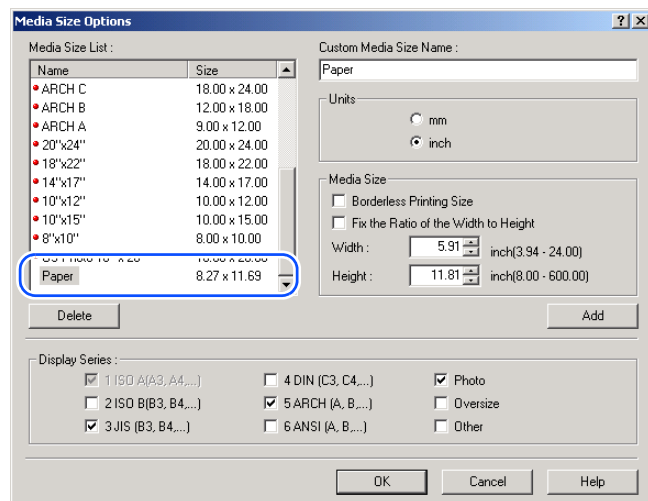 Media Size Options
Media Size List :
Name Size
ARCH C 18.00 x 24.00
ARCH B 12.00 x 18.00
ARCH A 9.00 x 12.00
20"x24" 20.00 x 24.00
18"x22" 18.00 x 22.00
14"x17" 14.00 x 17.00
10"x12" 10.00 x 12.00
10"x15" 10.00 x 15.00
8"x10" 8.00 x 10.00
Paper 8.27 x 11.69
Delete
Custom Media Size Name :
Paper
Units
mm
inch
Media Size
Borderless Printing Size
Fix the Ratio of the Width to Height
Width : 5.91 inch(3.94 - 24.00)
Height : 11.81 inch(8.00 - 600.00)
Add
Display Series :
1 ISO A(A3, A4,...) 4 DIN (C3, C4,...) Photo
2 ISO B(B3, B4,...) 5 ARCH (A, B,...) Oversize
3 JIS (B3, B4,...) 6 ANSI (A, B,...) Other
OK Cancel Help